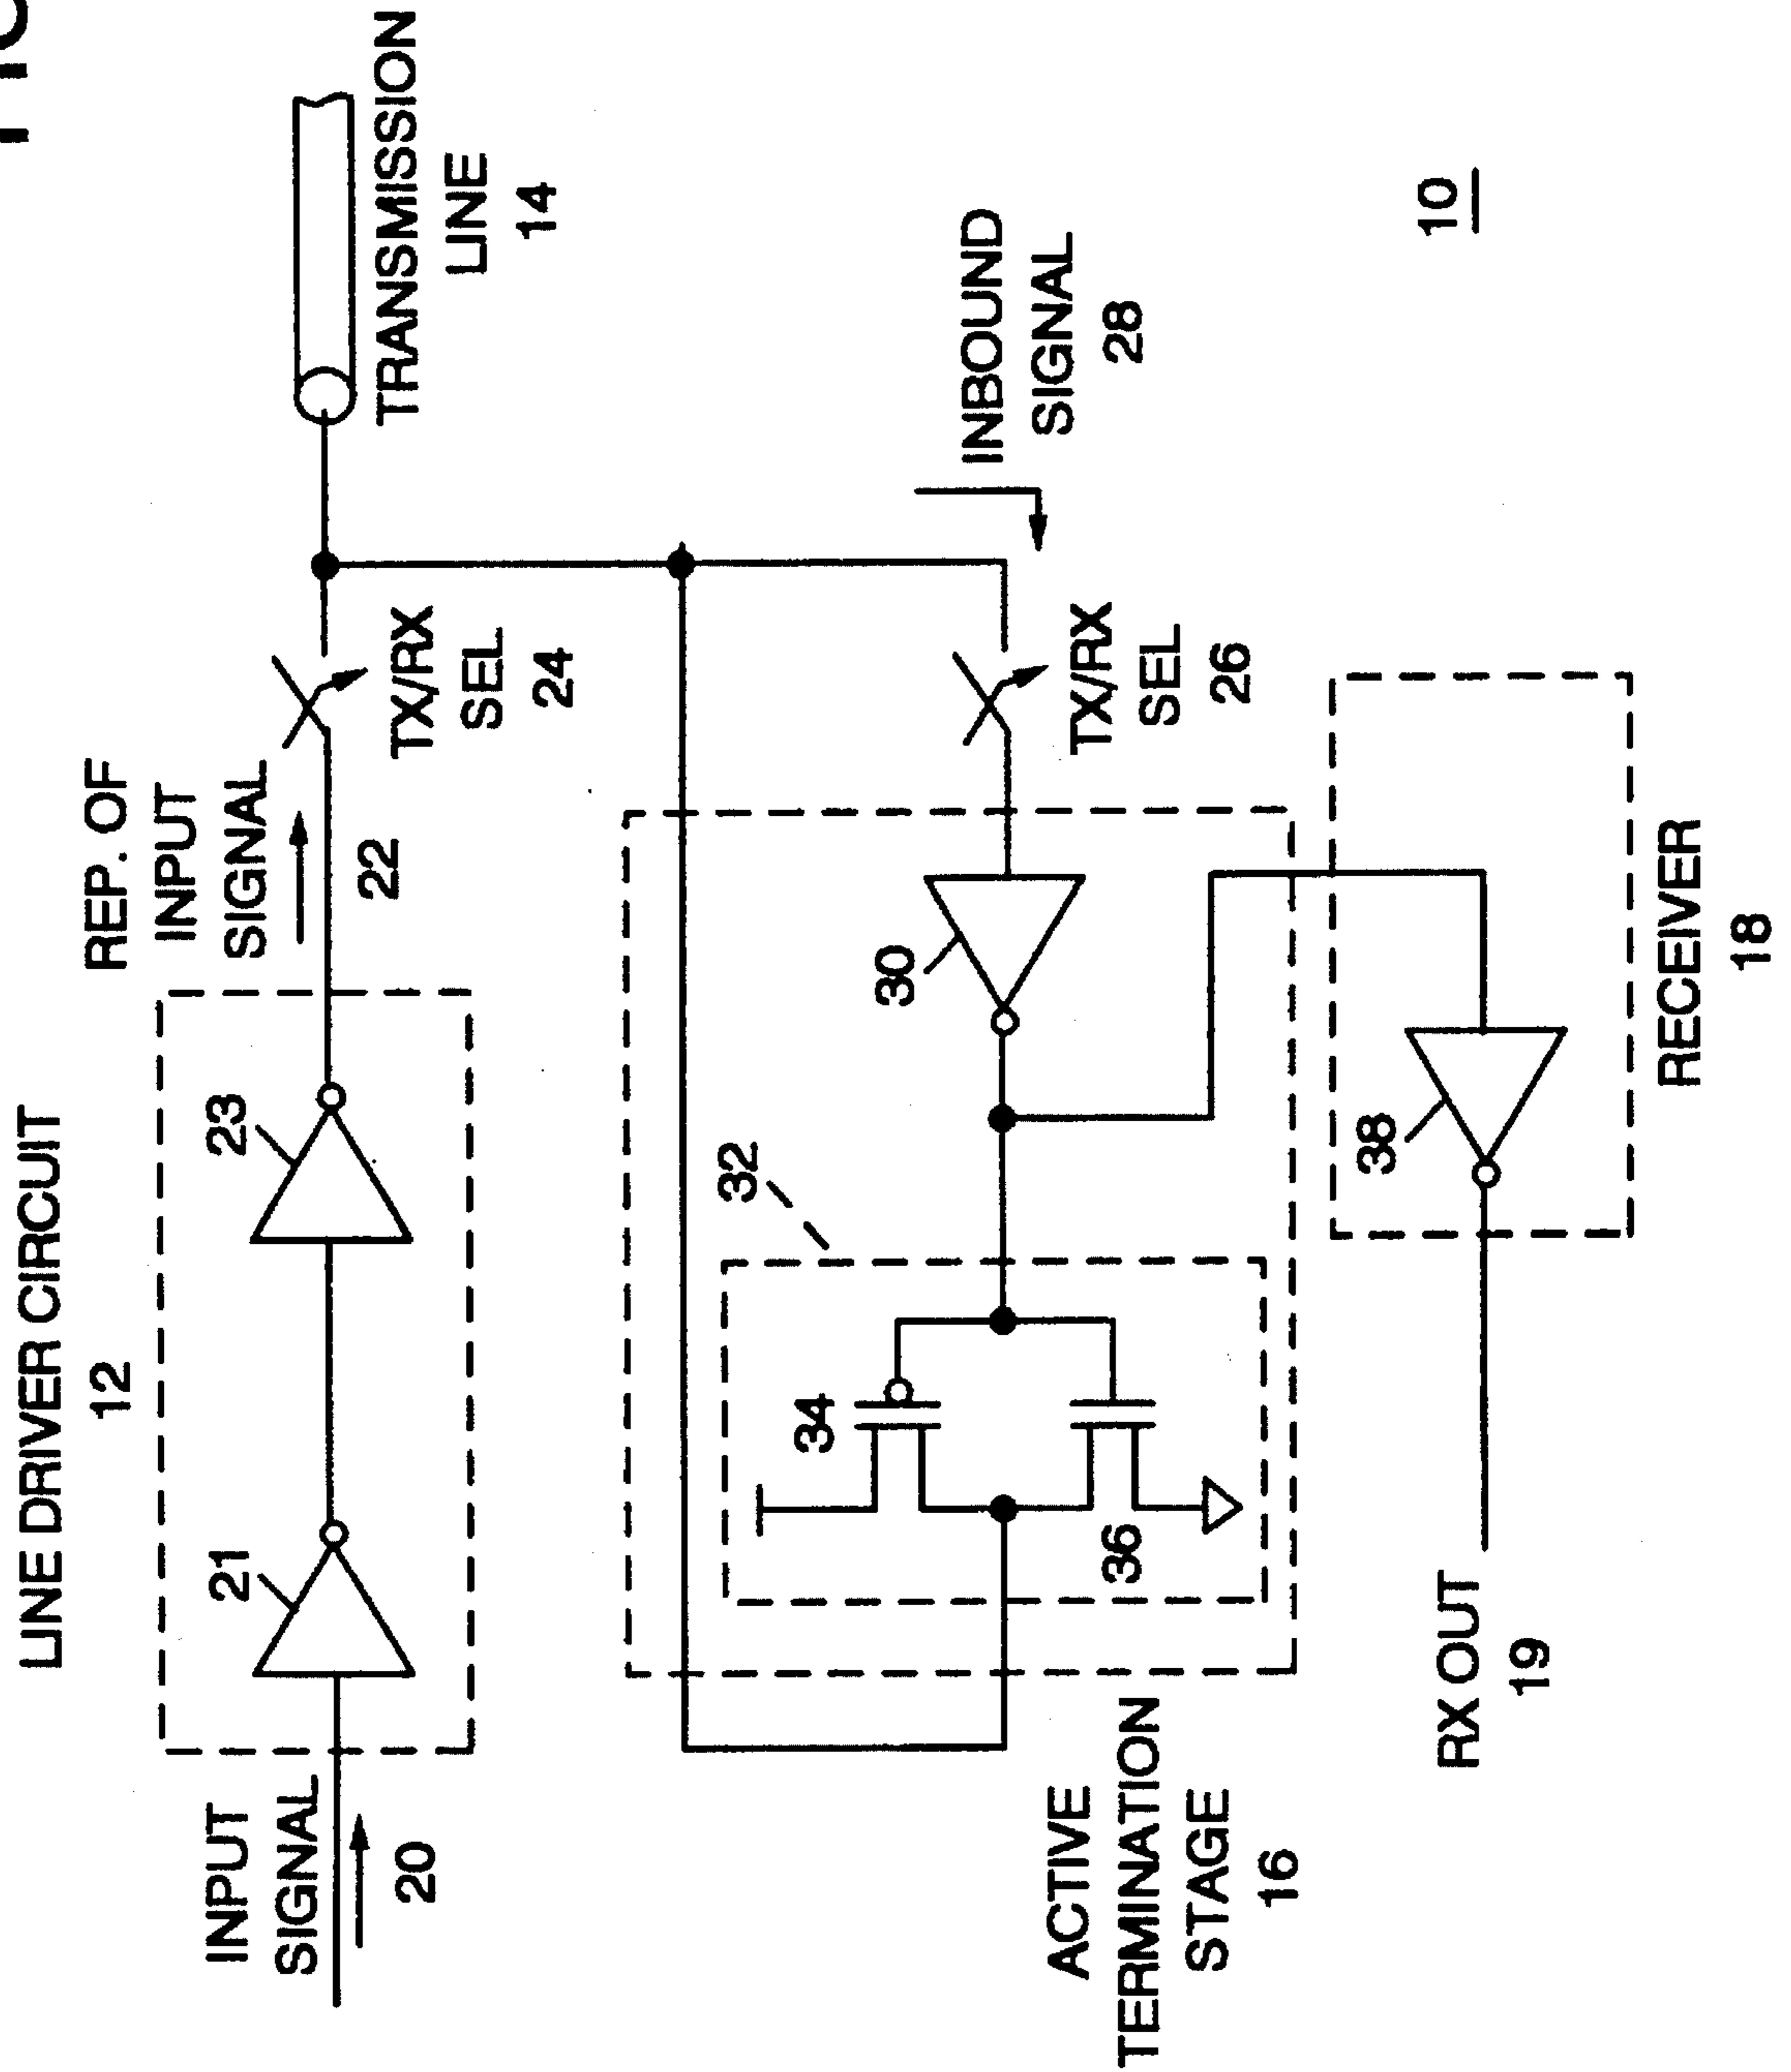 LINE DRIVER CIRCUIT
12
INPUT
SIGNAL
20
21
23
REP. OF
INPUT
SIGNAL
22
TX/RX
SEL
24
TRANSMISSION
LINE
14
ACTIVE
TERMINATION
STAGE
16
32
34
36
30
TX/RX
SEL
26
INBOUND
SIGNAL
28
RX OUT
19
38
RECEIVER
18
10